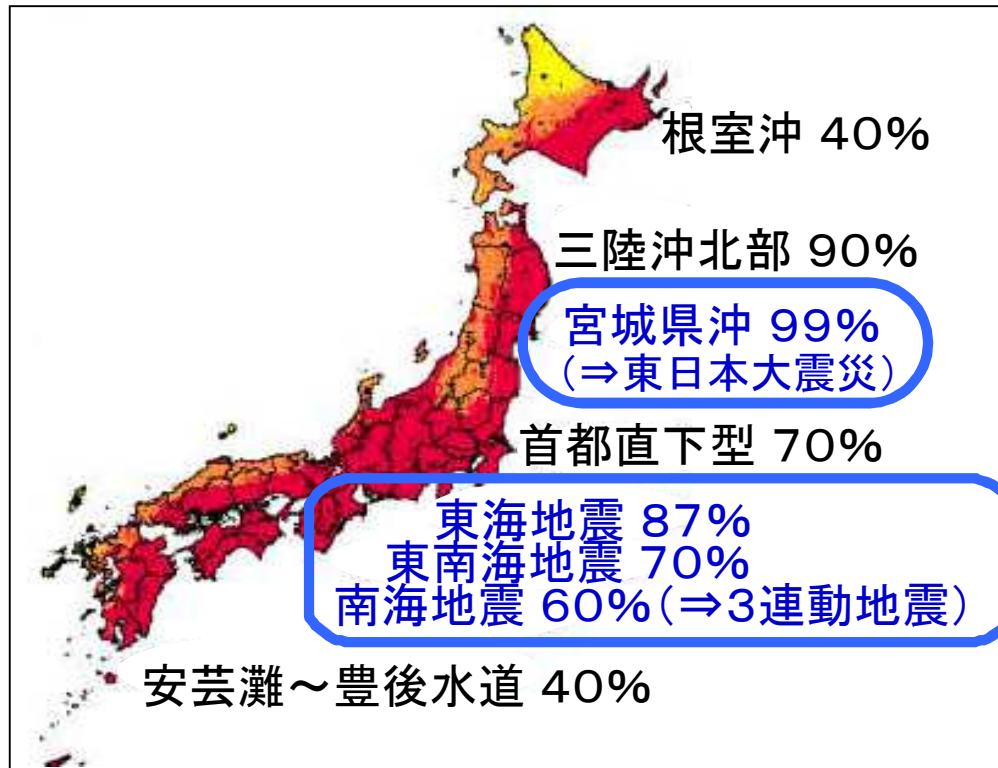 根室沖 40%
三陸沖北部 90%
宮城県沖 99%
(⇒東日本大震災)
首都直下型 70%
東海地震 87%
東南海地震 70%
南海地震 60%(⇒3連動地震)
安芸灘～豊後水道 40%